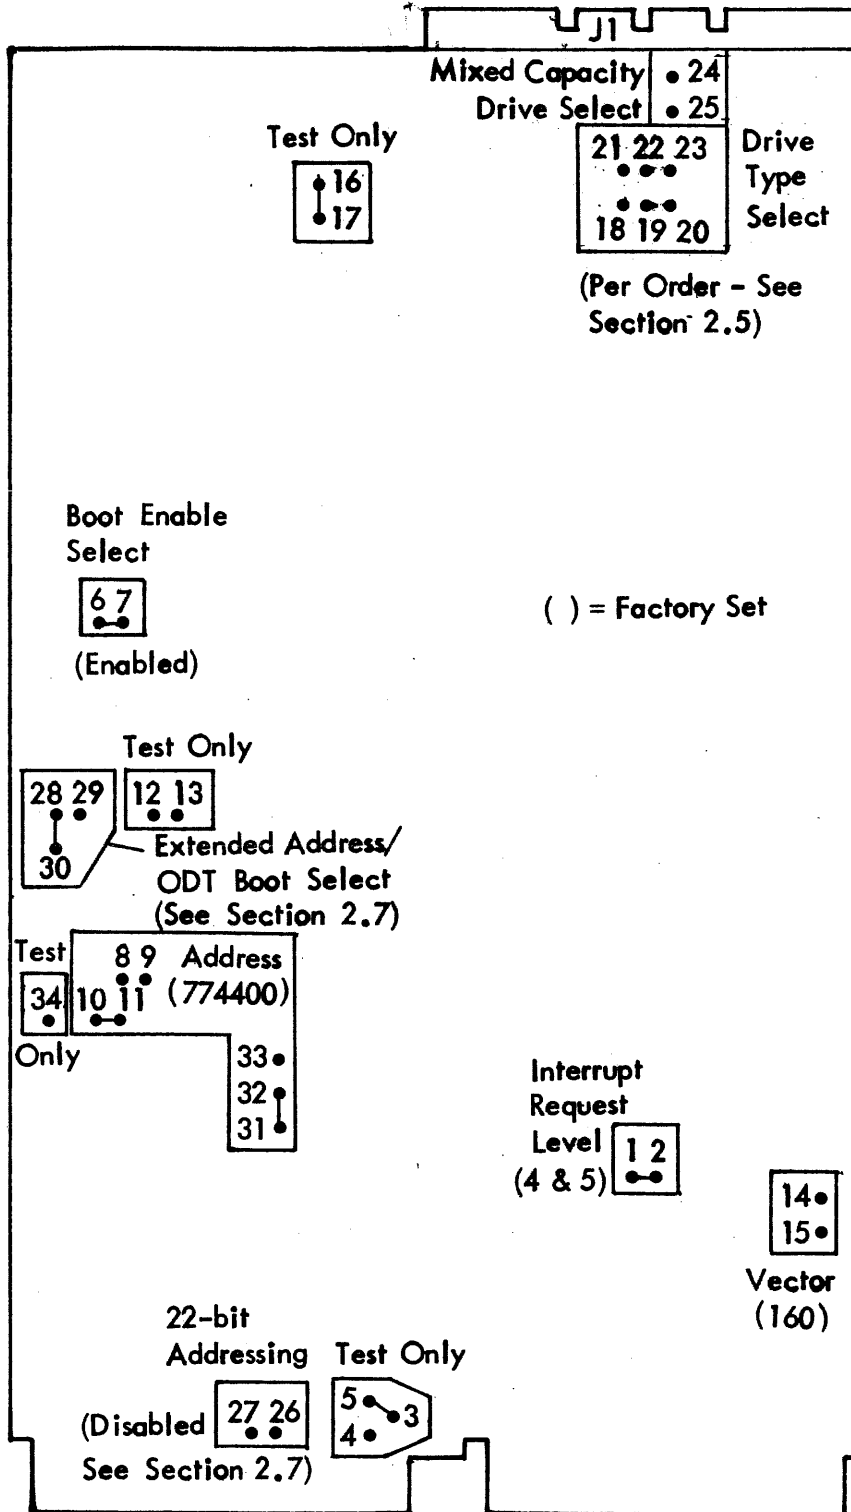 J1
Mixed Capacity
Drive Select
24
25
Test Only
16
17
21 22 23
18 19 20
Drive
Type
Select
(Per Order - See
Section 2.5)
Boot Enable
Select
6 7
(Enabled)
( ) = Factory Set
Test Only
28 29
30
12 13
Extended Address/
ODT Boot Select
(See Section 2.7)
Test
34
Only
8 9
10 11
Address
(774400)
33
32
31
Interrupt
Request
Level
(4 & 5)
1 2
14
15
Vector
(160)
22-bit
Addressing
27 26
(Disabled
See Section 2.7)
Test Only
5
3
4